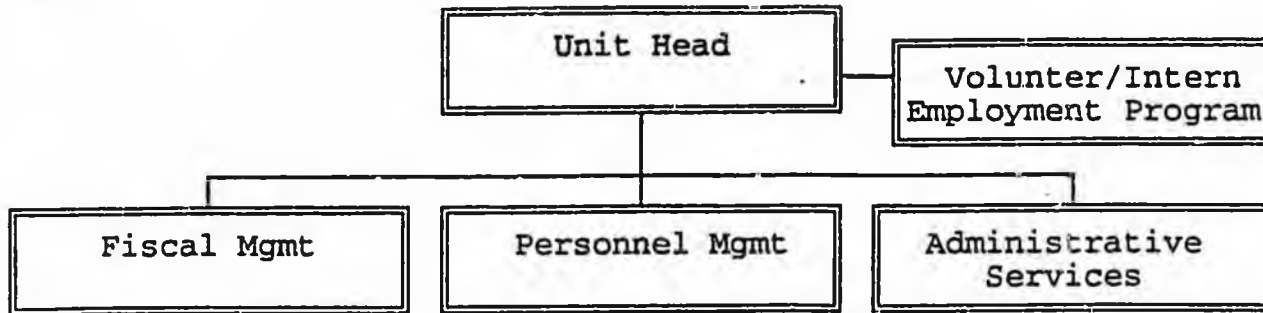 Unit Head
Volunter/Intern
Employment Program
Fiscal Mgmt
Personnel Mgmt
Administrative
Services